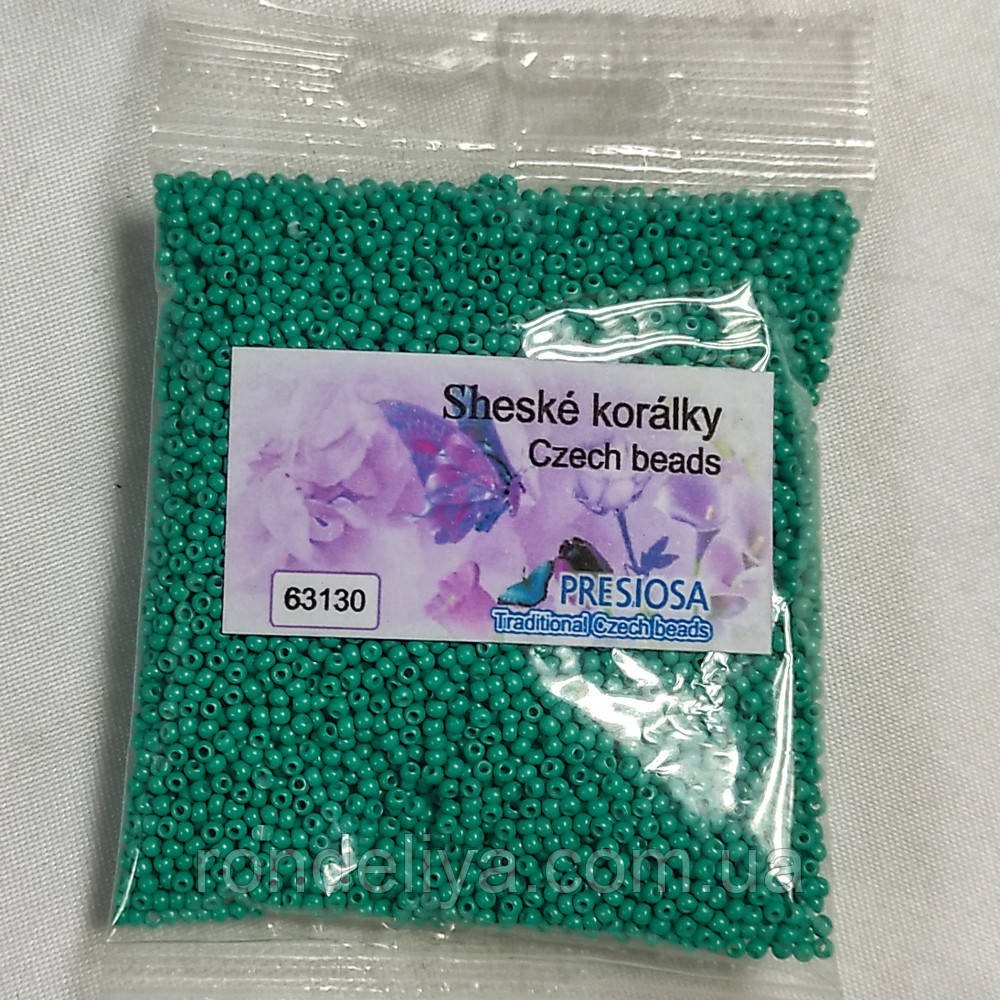 Sheské korálky
Czech beads
63130
PRESIOSA
Traditional Czech beads
rondeliya.com.ua